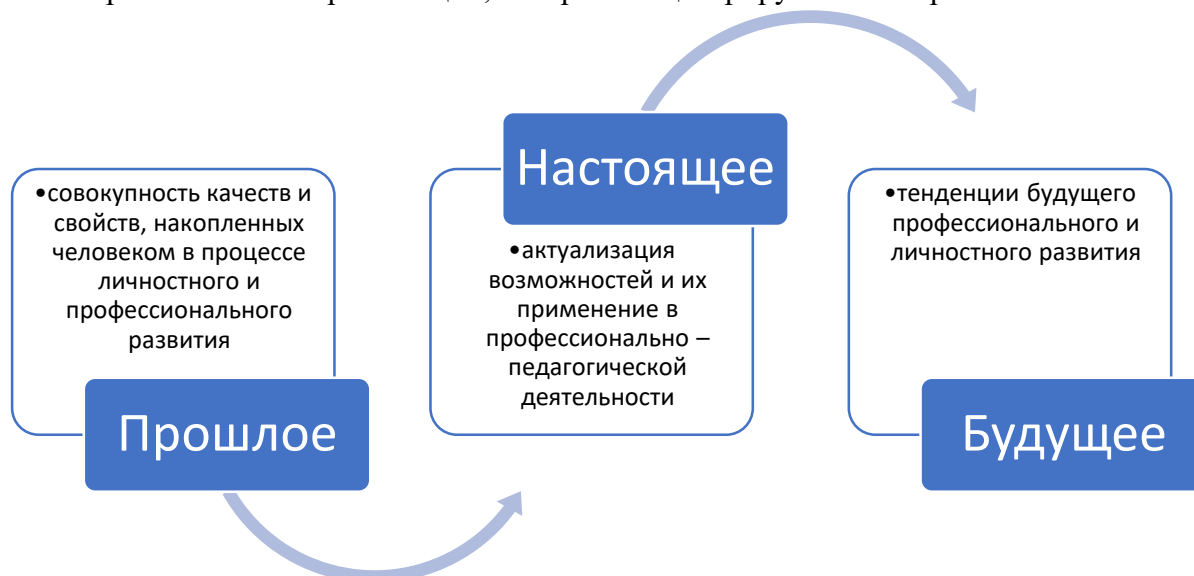 •совокупность качеств и
свойств, накопленных
человеком в процессе
личностного и
профессионального
развития
Прошлое
Настоящее
•актуализация
возможностей и их
применение в
профессионально –
педагогической
деятельности
•тенденции будущего
профессионального и
личностного развития
Будущее